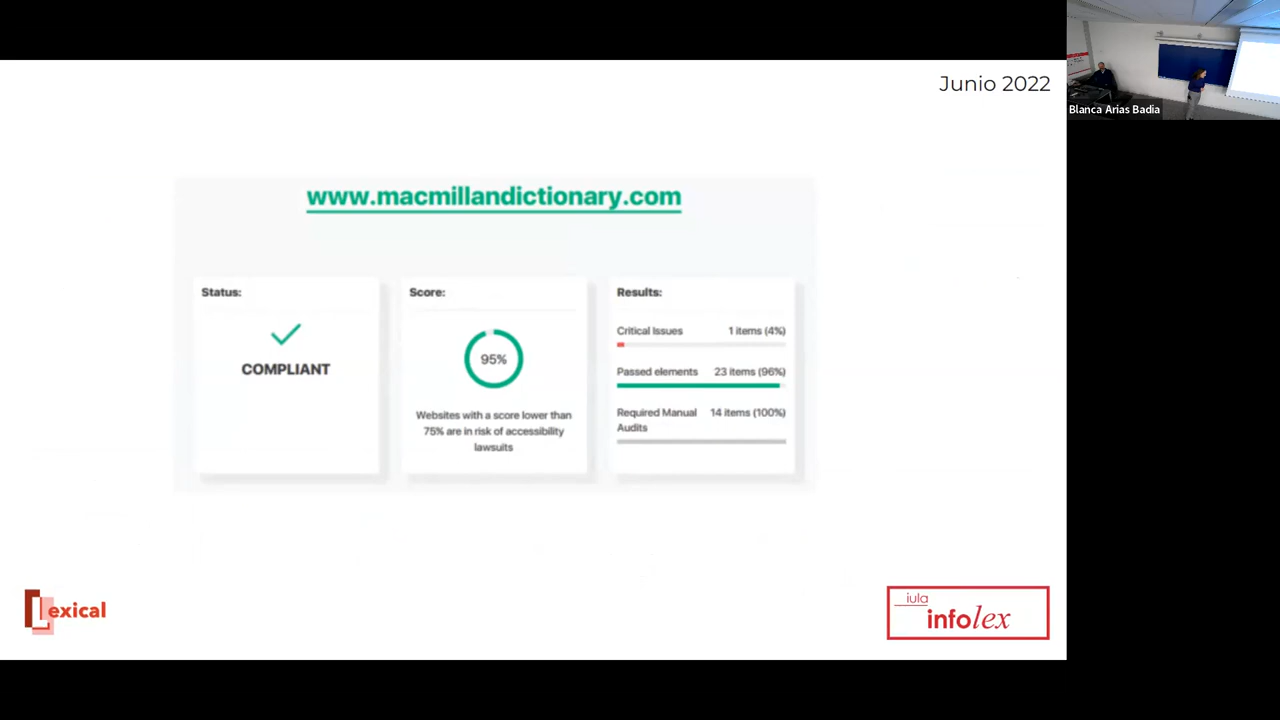 Junio 2022
Blanca Arias Badia
www.macmillandictionary.com
Status:
COMPLIANT
Score:
95%
Websites with a score lower than
75% are in risk of accessibility
lawsuits
Results:
Critical Issues 1 items (4%)
Passed elements 23 items (96%)
Required Manual Audits 14 items (100%)
Lexical
iula
infolex